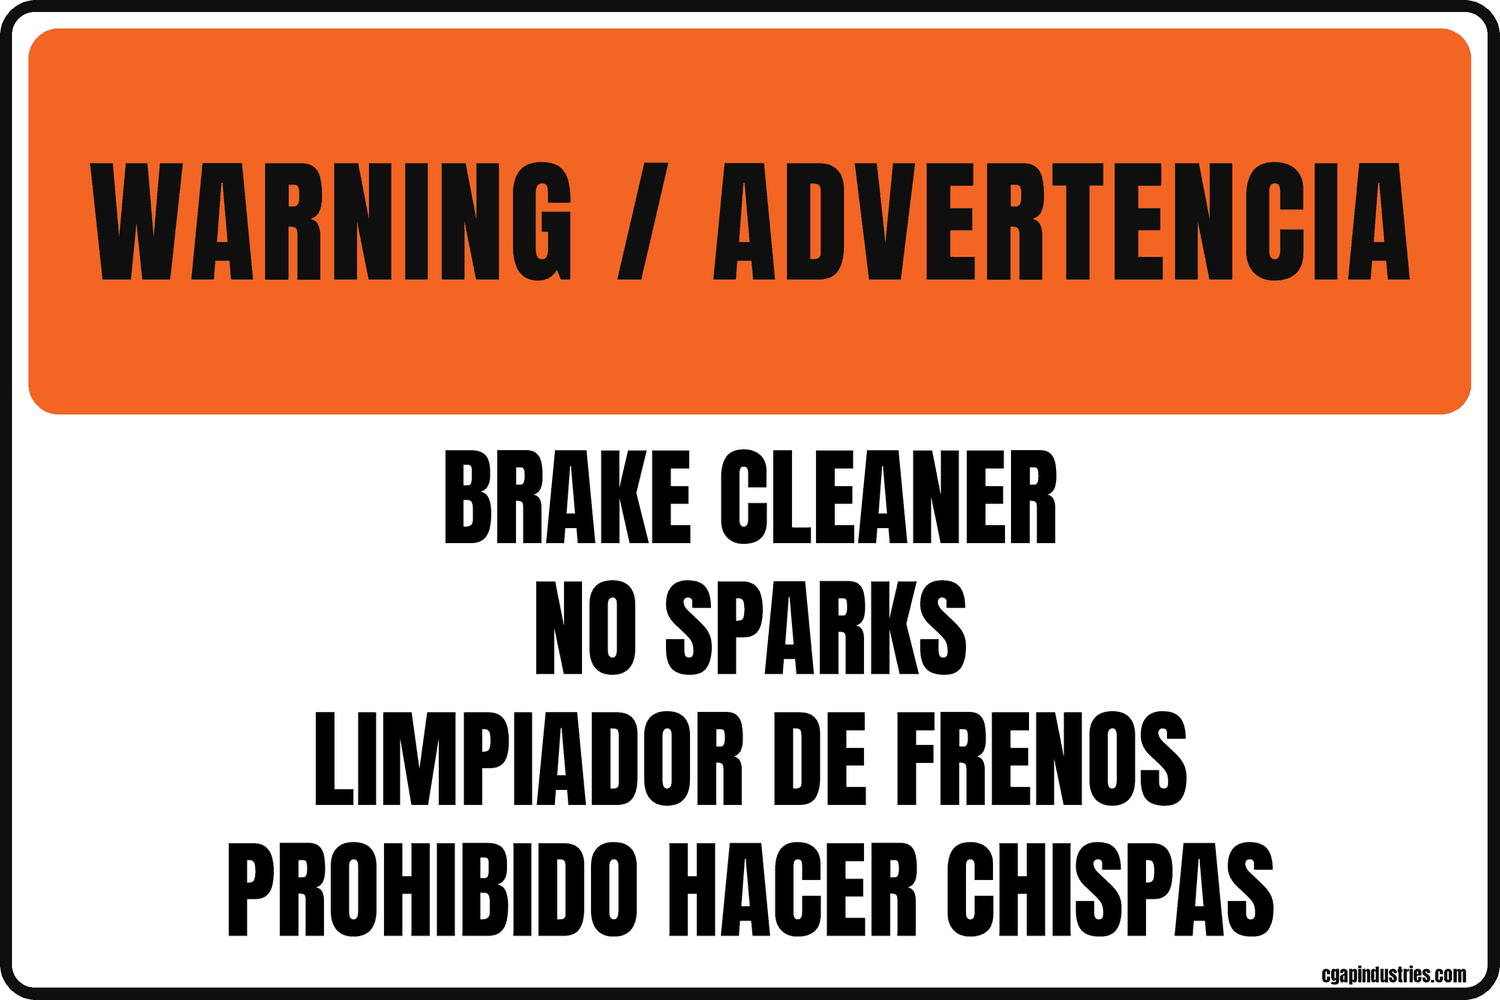 WARNING / ADVERTENCIA
BRAKE CLEANER
NO SPARKS
LIMPIADOR DE FRENOS
PROHIBIDO HACER CHISPAS
cgapindustries.com